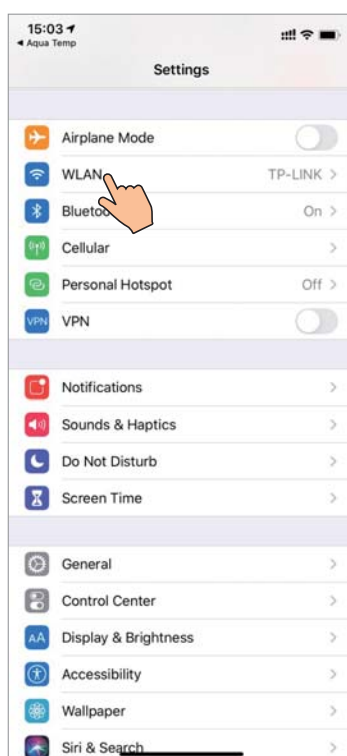 15:03
◀ Aqua Temp
Settings
Airplane Mode
WLAN TP-LINK >
On >
Cellular >
Personal Hotspot Off >
VPN VPN
Notifications >
Sounds & Haptics >
Do Not Disturb >
Screen Time >
General >
Control Center >
AA Display & Brightness >
Accessibility >
Wallpaper >
Siri & Search >